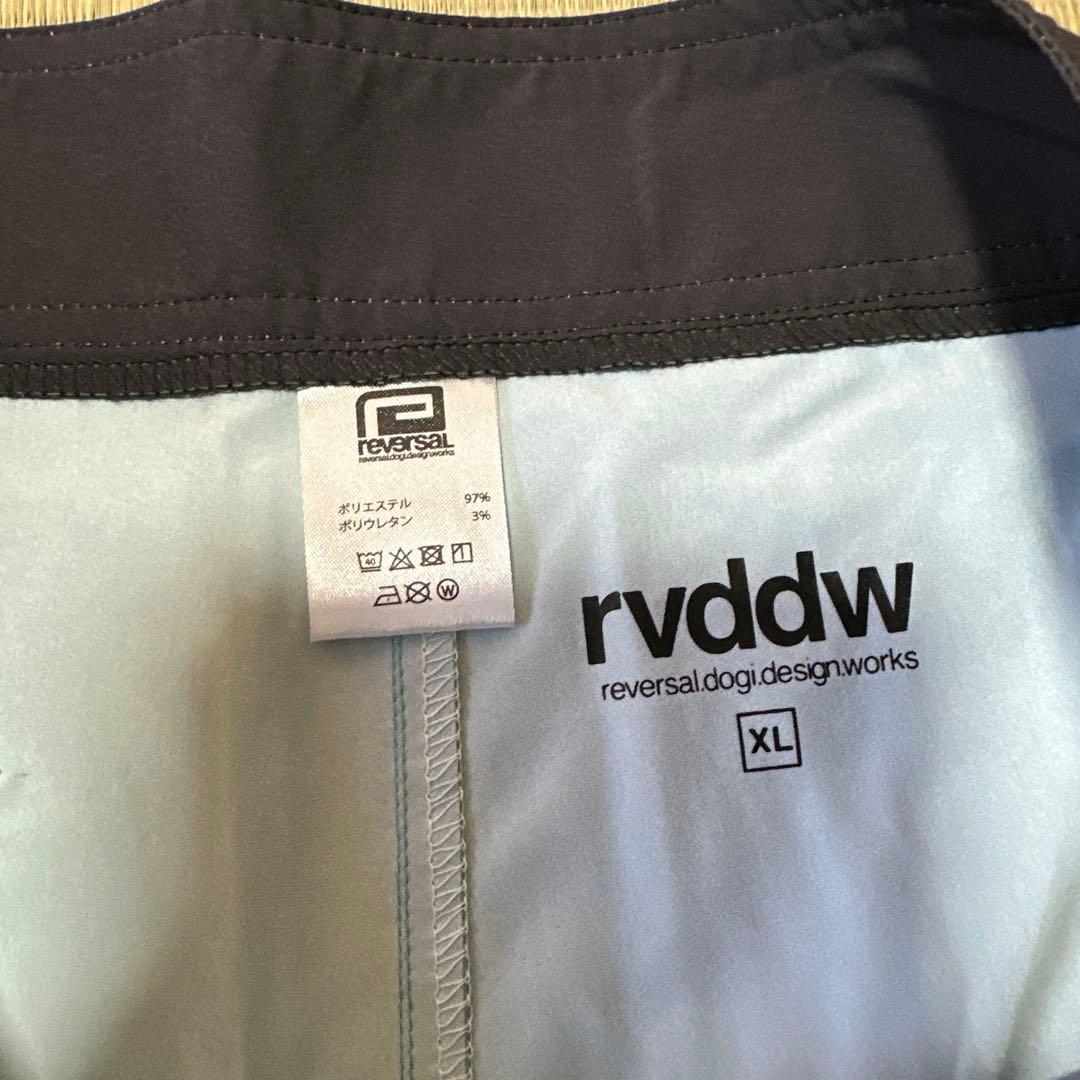 reversal
reversal.dogi.design.works
ポリエステル 97%
ポリウレタン 3%
40
W
rvddw
reversal.dogi.design.works
XL